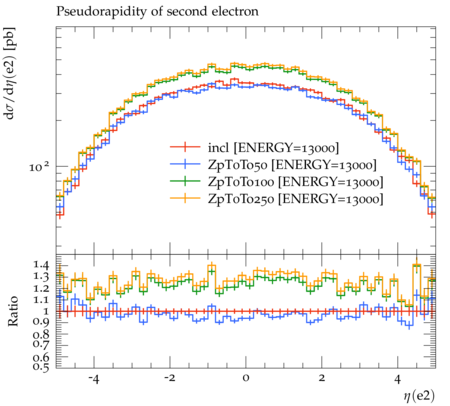 Pseudorapidity of second electron
dσ/dη(e2) [pb]
10²
incl [ENERGY=13000]
ZpToTo50 [ENERGY=13000]
ZpToTo100 [ENERGY=13000]
ZpToTo250 [ENERGY=13000]
Ratio
1.4
1.3
1.2
1.1
1
0.9
0.8
0.7
0.6
0.5
-4 -2 0 2 4
η(e2)